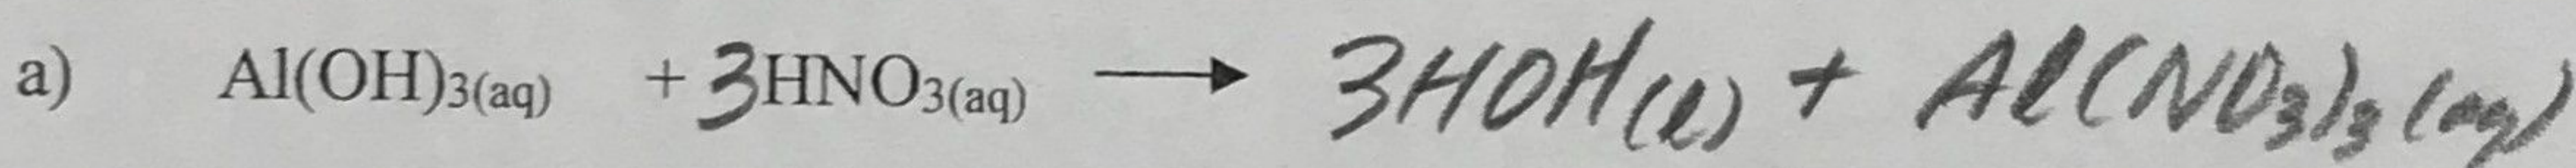 a) Al(OH)₃(aq) + 3HNO₃(aq) ⟶ 3HOH(l) + Al(NO₃)₃(aq)